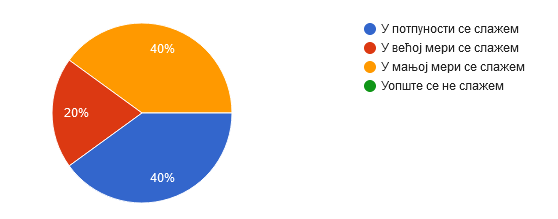 40%
20%
40%
У потпуности се слажем
У већој мери се слажем
У мањој мери се слажем
Уопште се не слажем